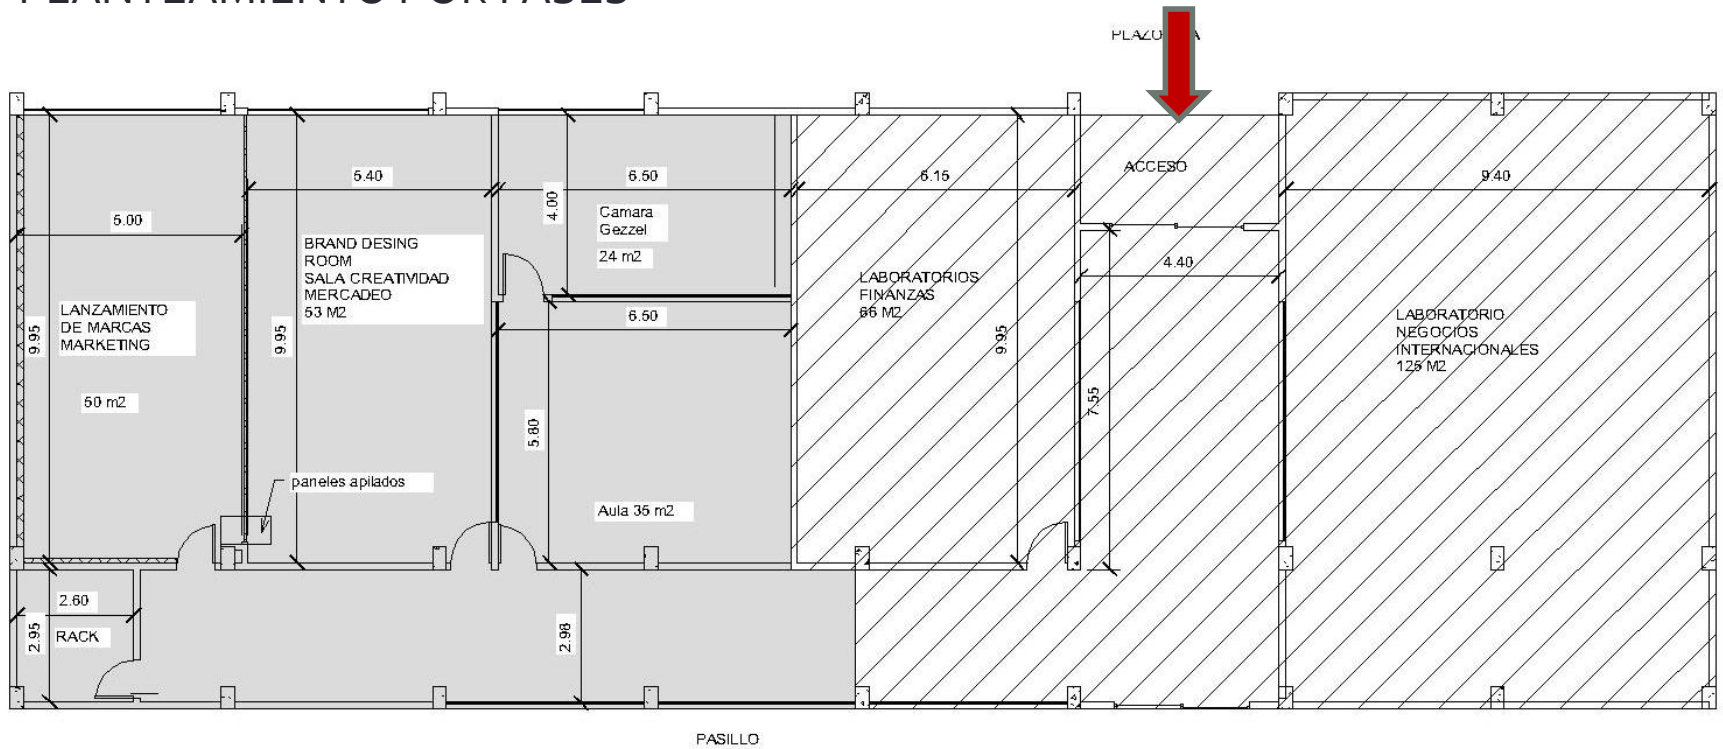 PLANTEAMIENTO POR FASES
ACCESO
5.40
6.50
6.15
9.40
5.00
4.00
Camara
Gezzel
24 m2
BRAND DESING
ROOM
SALA CREATIVIDAD
MERCADEO
53 M2
4.40
LABORATORIOS
FINANZAS
66 M2
LANZAMIENTO
DE MARCAS
MARKETING
6.50
LABORATORIO
NEGOCIOS
INTERNACIONALES
125 M2
9.95
9.95
9.95
50 m2
7.55
5.80
paneles apilados
Aula 35 m2
2.60
2.95
RACK
2.98
PASILLO